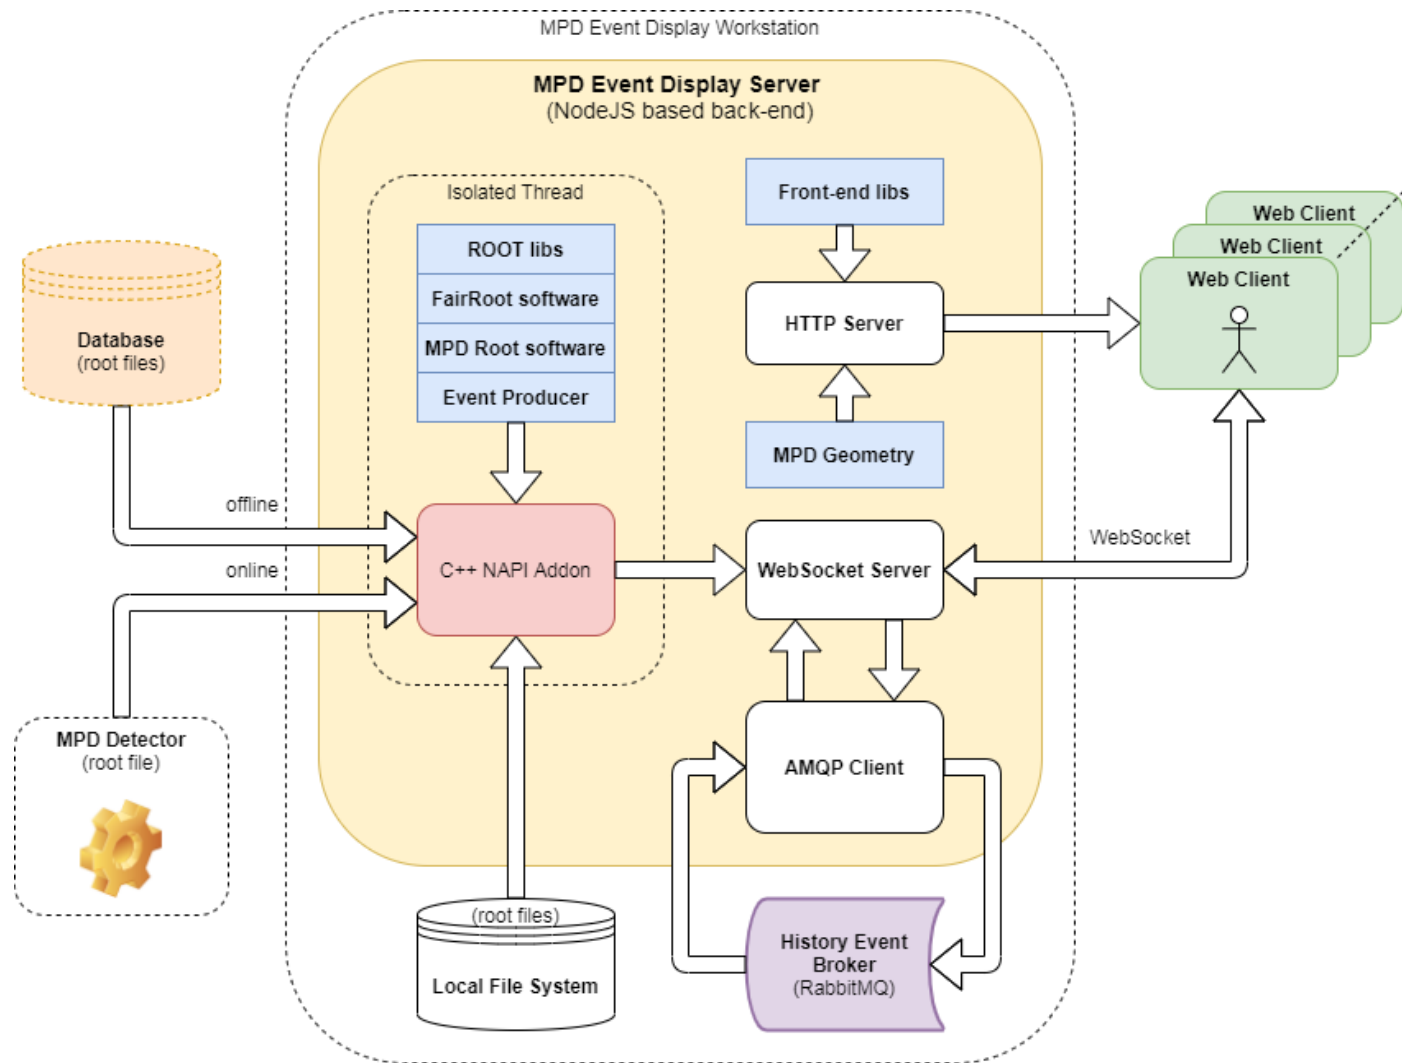 MPD Event Display Workstation
MPD Event Display Server
(NodeJS based back-end)
Isolated Thread
ROOT libs
FairRoot software
MPD Root software
Event Producer
C++ NAPI Addon
Front-end libs
HTTP Server
MPD Geometry
WebSocket Server
AMQP Client
History Event
Broker
(RabbitMQ)
(root files)
Local File System
Database
(root files)
offline
online
MPD Detector
(root file)
Web Client
Web Client
Web Client
WebSocket